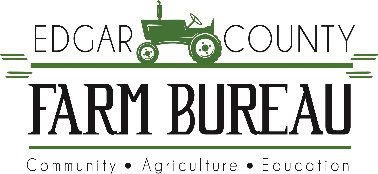 EDGAR COUNTY
FARM BUREAU
Community • Agriculture • Education